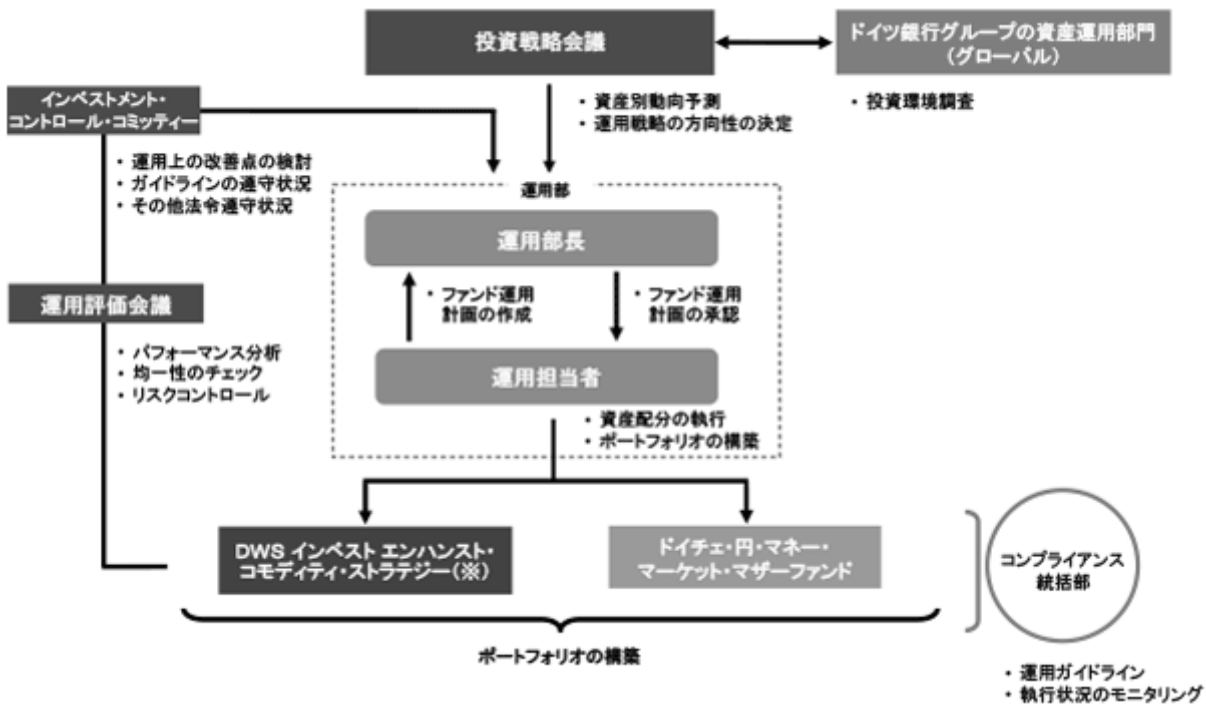 投資戦略会議
ドイツ銀行グループの資産運用部門
(グローバル)
・投資環境調査
・資産別動向予測
・運用戦略の方向性の決定
インベストメント・
コントロール・コミッティー
・運用上の改善点の検討
・ガイドラインの遵守状況
・その他法令遵守状況
運用部
運用部長
・ファンド運用
計画の作成
・ファンド運用
計画の承認
運用担当者
・資産配分の執行
・ポートフォリオの構築
運用評価会議
・パフォーマンス分析
・均一性のチェック
・リスクコントロール
DWS インベスト エンハンスト・
コモディティ・ストラテジー(※)
ドイチェ・円・マネー・
マーケット・マザーファンド
ポートフォリオの構築
コンプライアンス
統括部
・運用ガイドライン
・執行状況のモニタリング